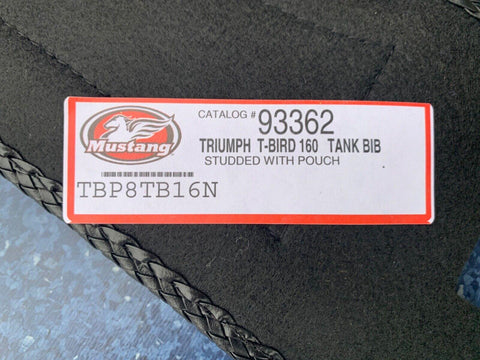 Mustang
CATALOG # 93362
TRIUMPH T-BIRD 160 TANK BIB
STUDDED WITH POUCH
TBP8TB16N